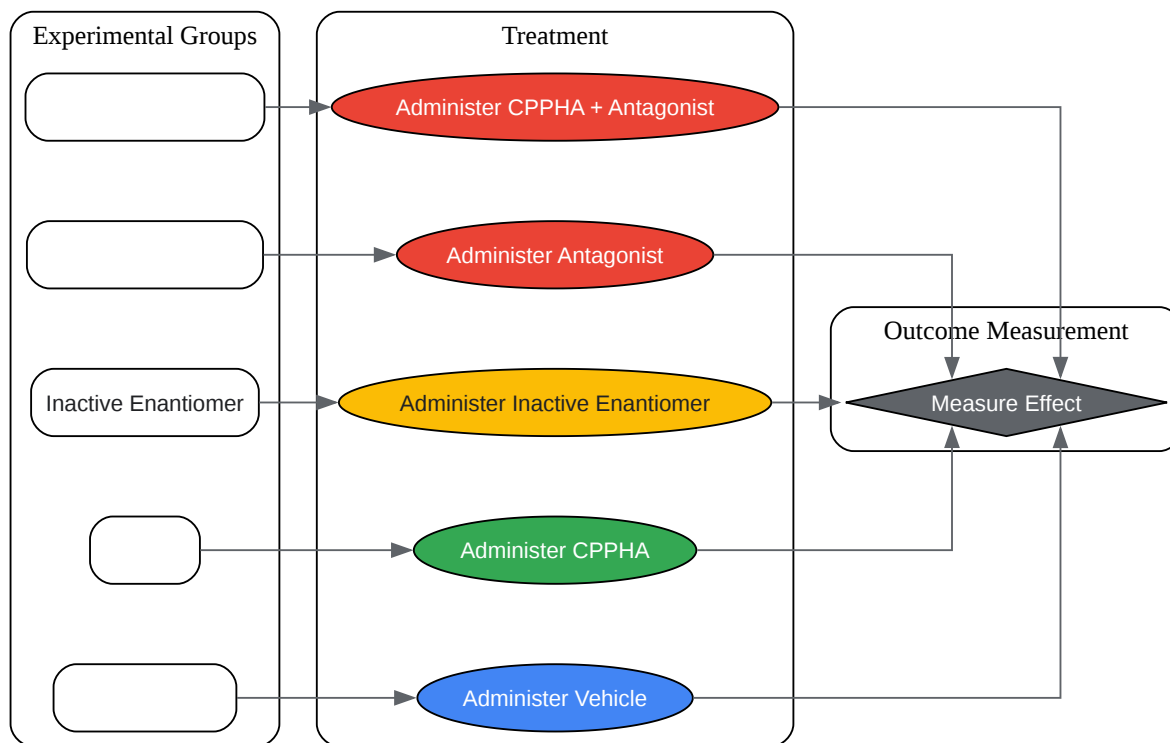 Experimental Groups
Treatment
Administer CPPHA + Antagonist
Administer Antagonist
Outcome Measurement
Inactive Enantiomer
Administer Inactive Enantiomer
Measure Effect
Administer CPPHA
Administer Vehicle